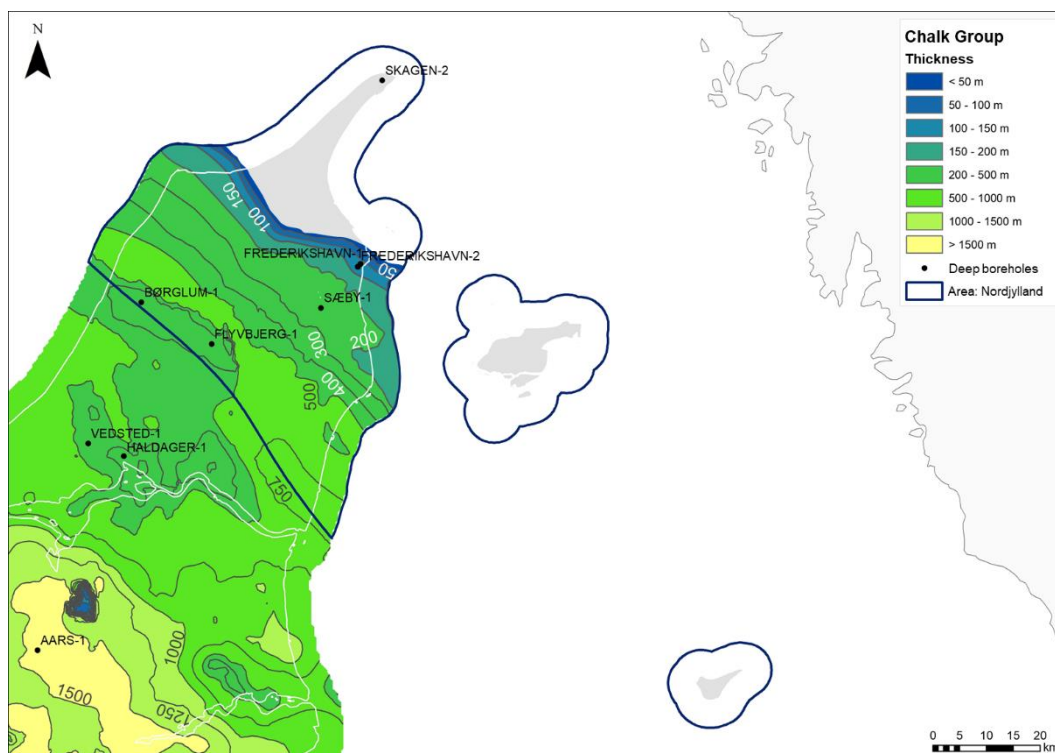 N
Chalk Group
Thickness
< 50 m
50 - 100 m
100 - 150 m
150 - 200 m
200 - 500 m
500 - 1000 m
1000 - 1500 m
> 1500 m
Deep boreholes
Area: Nordjylland
SKAGEN-2
150
100
FREDERIKSHAVN-1
FREDERIKSHAVN-2
50
BØRGLUM-1
SÆBY-1
FLYVBJERG-1
300
200
400
500
VEDSTED-1
HALDAGER-1
750
AARS-1
1000
1500
1250
0 5 10 15 20
km